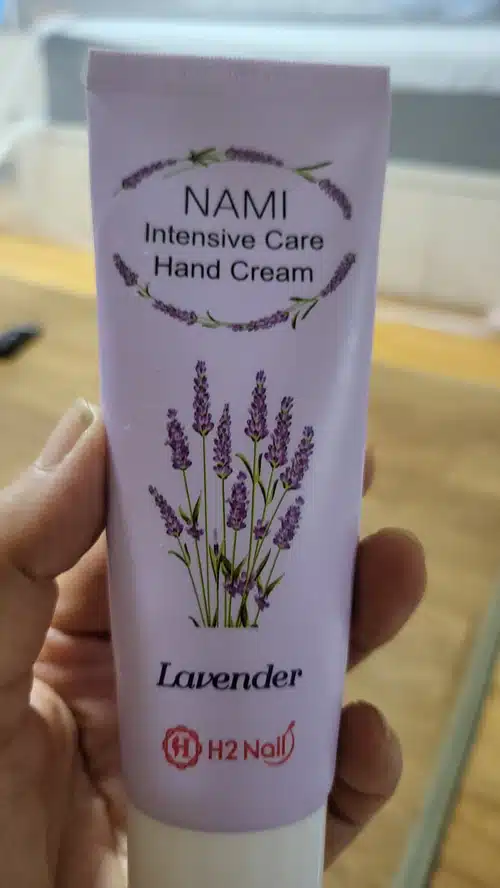 NAMI
Intensive Care
Hand Cream
Lavender
H H2 Nail